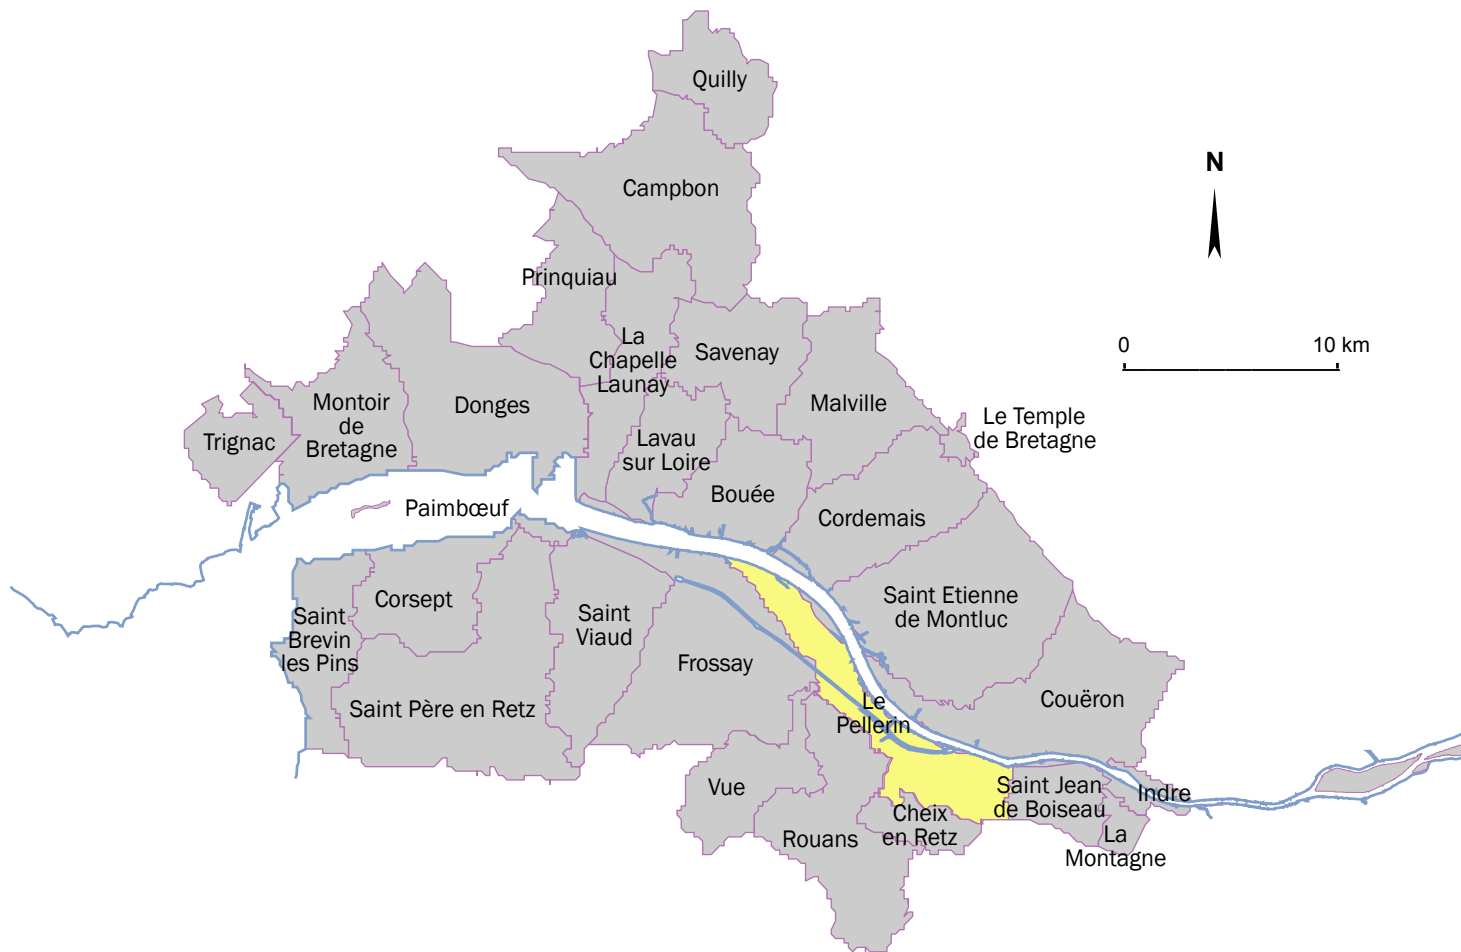 Quilly
N
Campbon
Prinquiau
0 10 km
La
Chapelle
Launay
Savenay
Montoir
de
Bretagne
Donges
Malville
Le Temple
de Bretagne
Trignac
Lavau
sur Loire
Bouée
Paimbœuf
Cordemais
Corsept
Saint
Brevin
les Pins
Saint
Viaud
Saint Etienne
de Montluc
Frossay
Couëron
Saint Père en Retz
Le
Pellerin
Vue
Saint Jean
de Boiseau
Indre
Rouans
Cheix
en Retz
La
Montagne